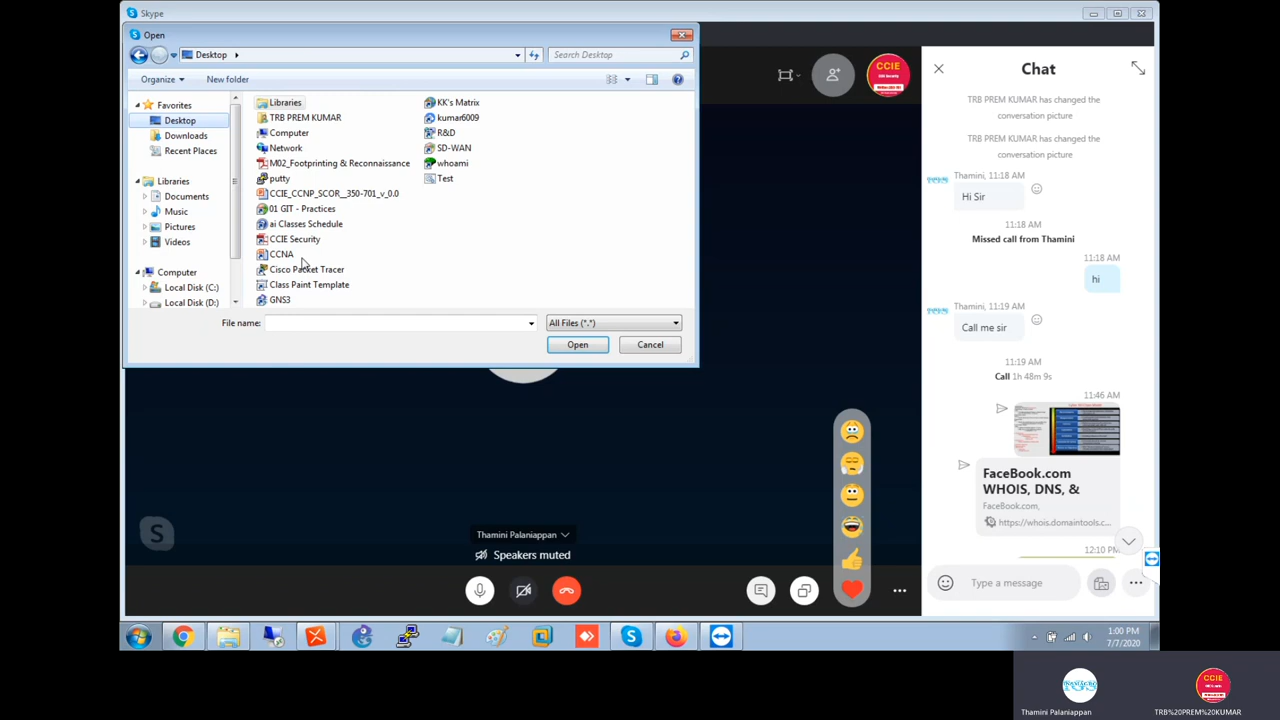 Skype
Open
Desktop
Search Desktop
Organize
New folder
Favorites
Desktop
Downloads
Recent Places
Libraries
Documents
Music
Pictures
Videos
Computer
Local Disk (C:)
Local Disk (D:)
Libraries
TRB PREM KUMAR
Computer
Network
M02_Footprinting & Reconnaissance
putty
CCIE_CCNP_SCOR__350-701_v_0.0
01 GIT - Practices
ai Classes Schedule
CCIE Security
CCNA
Cisco Packet Tracer
Class Paint Template
GNS3
KK's Matrix
kumar6009
R&D
SD-WAN
whoami
Test
File name:
All Files (*.*)
Open
Cancel
CCIE
Thamini Palaniappan
Speakers muted
Chat
TRB PREM KUMAR has changed the
conversation picture
TRB PREM KUMAR has changed the
conversation picture
Thamini, 11:18 AM
Hi Sir
11:18 AM
Missed call from Thamini
11:18 AM
hi
Thamini, 11:19 AM
Call me sir
11:19 AM
Call 1h 48m 9s
11:46 AM
FaceBook.com
WHOIS, DNS, &
FaceBook.com,
https://whois.domaintools.c...
12:10 PM
Type a message
1:00 PM
7/7/2020
CCIE
Thamini Palaniappan
TRB%20PREM%20KUMAR